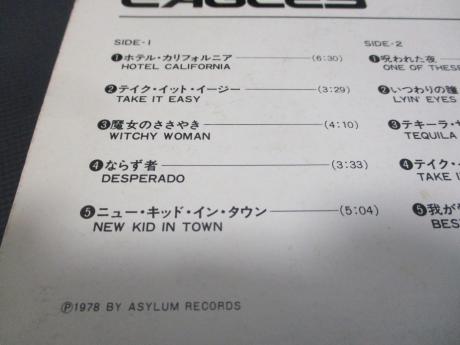 EAGLES
SIDE-1
❶ホテル・カリフォルニア (6:30)
HOTEL CALIFORNIA
❷テイク・イット・イージー (3:29)
TAKE IT EASY
❸魔女のささやき (4:10)
WITCHY WOMAN
❹ならず者 (3:33)
DESPERADO
❺ニュー・キッド・イン・タウン (5:04)
NEW KID IN TOWN
SIDE-2
❶呪われた夜
ONE OF THESE
❷いつわりの瞳
LYIN' EYES
❸テキーラ・サ
TEQUILA
❹テイク・
TAKE I
❺我が
BES
Ⓟ1978 BY ASYLUM RECORDS